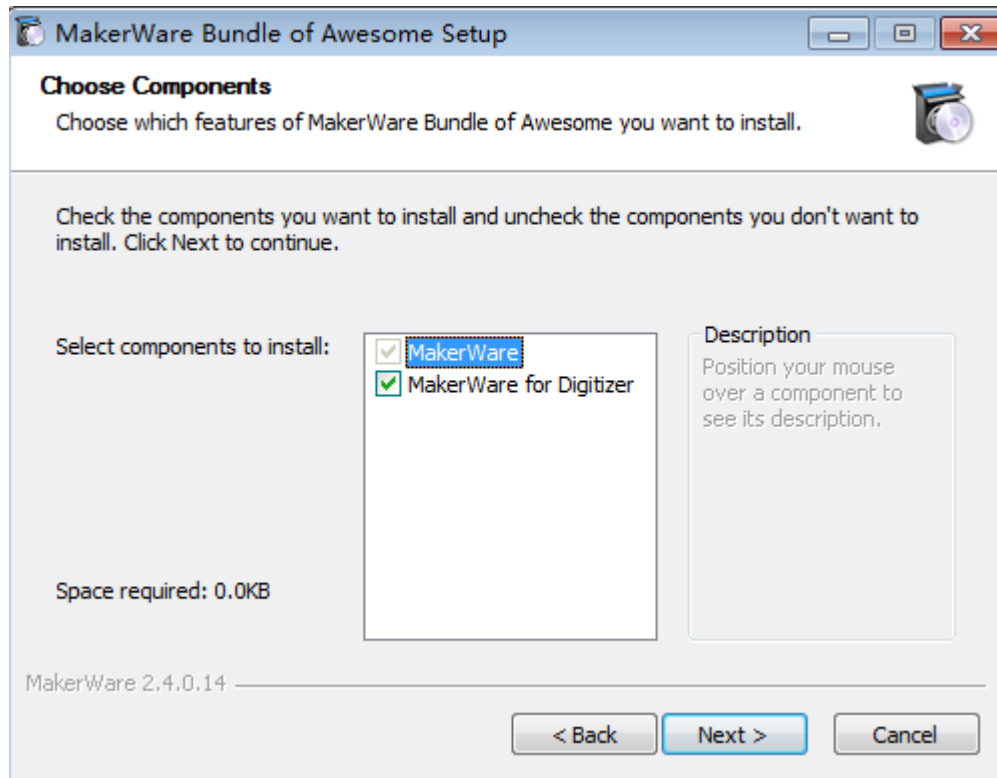 MakerWare Bundle of Awesome Setup
Choose Components
Choose which features of MakerWare Bundle of Awesome you want to install.
Check the components you want to install and uncheck the components you don't want to
install. Click Next to continue.
Select components to install:
MakerWare
MakerWare for Digitizer
Description
Position your mouse
over a component to
see its description.
Space required: 0.0KB
MakerWare 2.4.0.14
< Back
Next >
Cancel